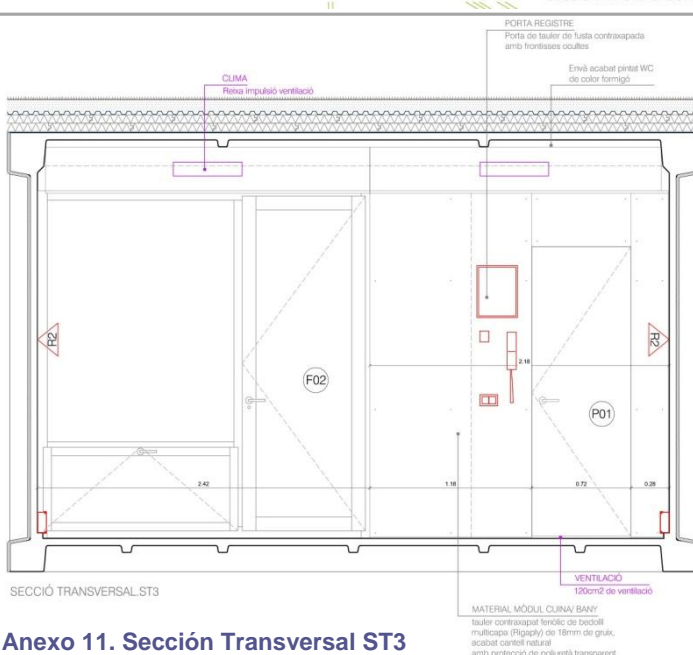 PORTA REGISTRE
Porta de tauler de fusta contraxapada
amb frontisses ocultes
CLIMA
Reixa impulsió ventilació
Envà acabat pintat WC
de color formigó
R2
R2
F02
2.18
P01
2.42
1.18
0.72
0.28
SECCIÓ TRANSVERSAL.ST3
VENTILACIÓ
120cm2 de ventilació
MATERIAL MÒDUL CUINA/ BANY
tauler contraxapat fenòlic de bedolll
multicapa (Rigaply) de 18mm de gruix,
acabat cantell natural
amb protecció de poliuretà transparent
Anexo 11. Sección Transversal ST3